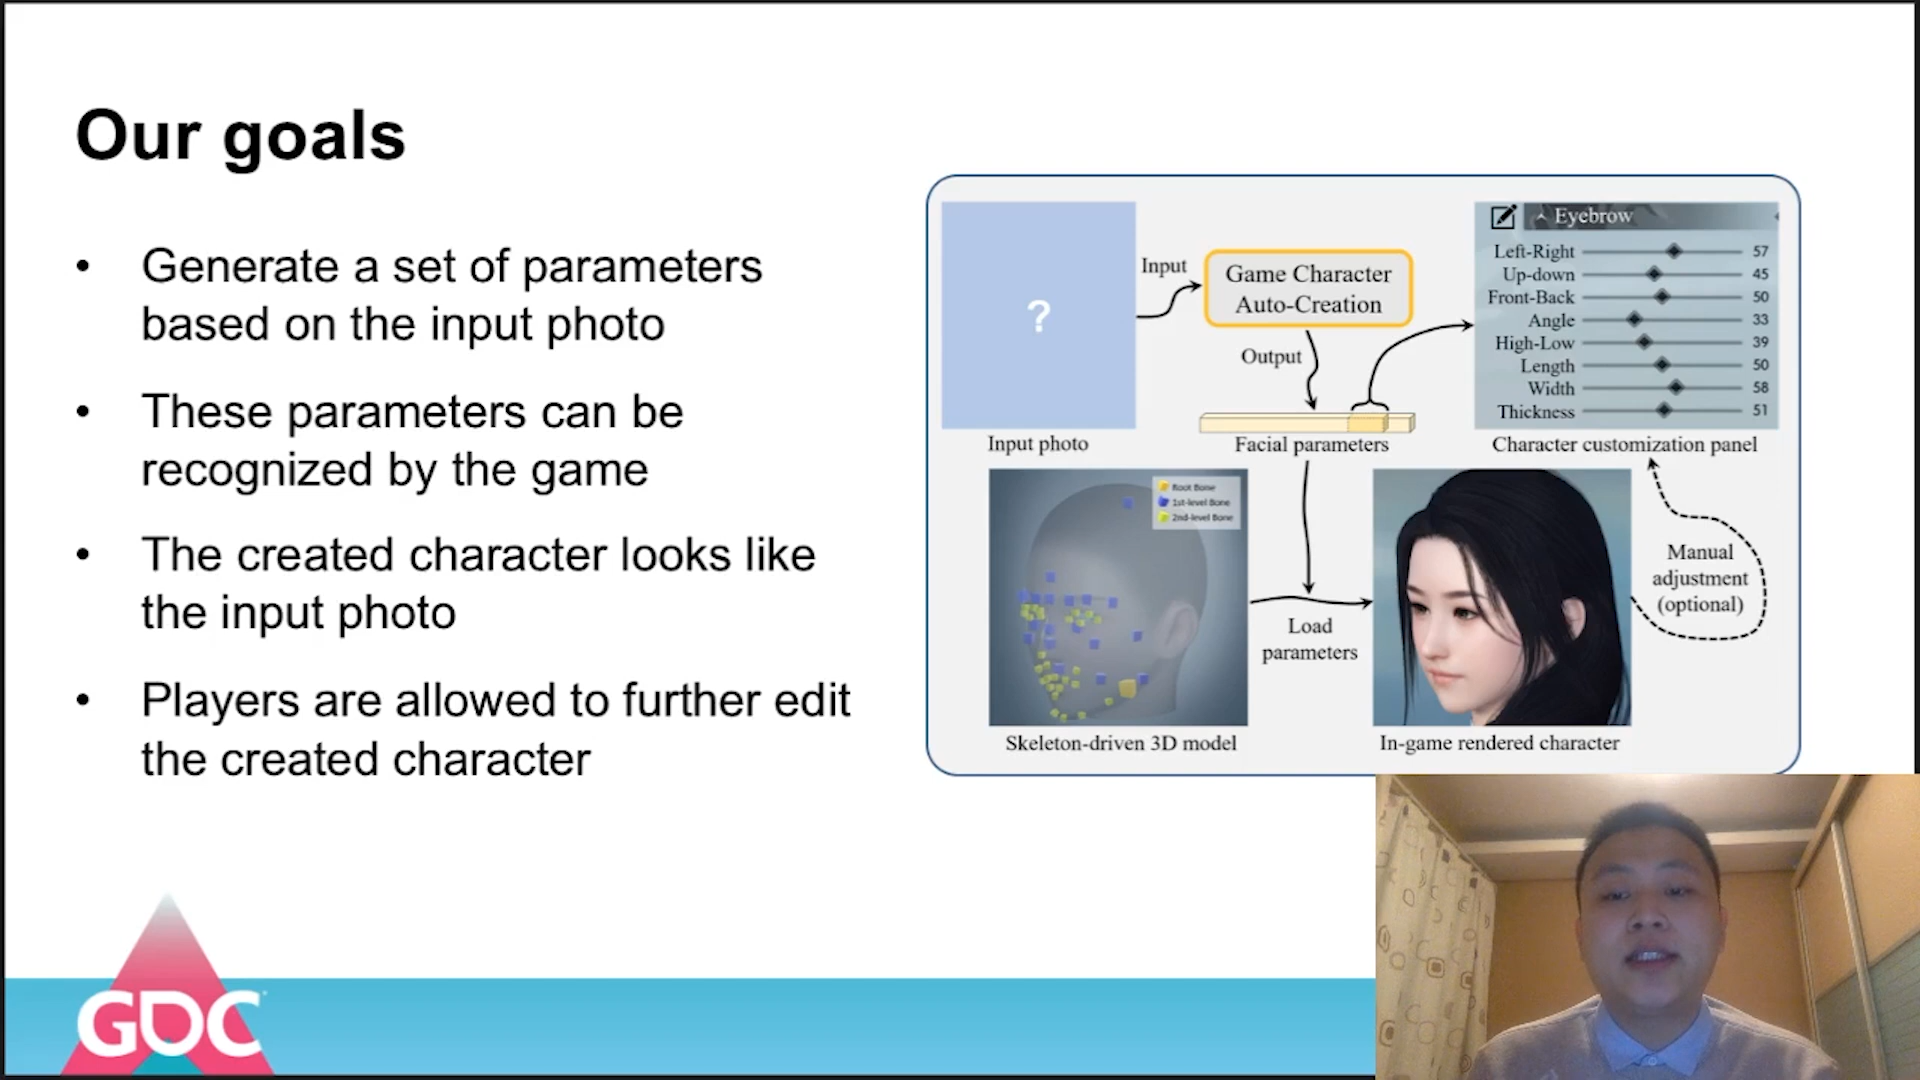 Our goals
• Generate a set of parameters
based on the input photo
• These parameters can be
recognized by the game
• The created character looks like
the input photo
• Players are allowed to further edit
the created character
?
Input photo
Input
Game Character
Auto-Creation
Output
Facial parameters
Eyebrow
Left-Right 57
Up-down 45
Front-Back 50
Angle 33
High-Low 39
Length 50
Width 58
Thickness 51
Character customization panel
Root Bone
1st-level Bone
2nd-level Bone
Skeleton-driven 3D model
Load
parameters
In-game rendered character
Manual
adjustment
(optional)
GDC